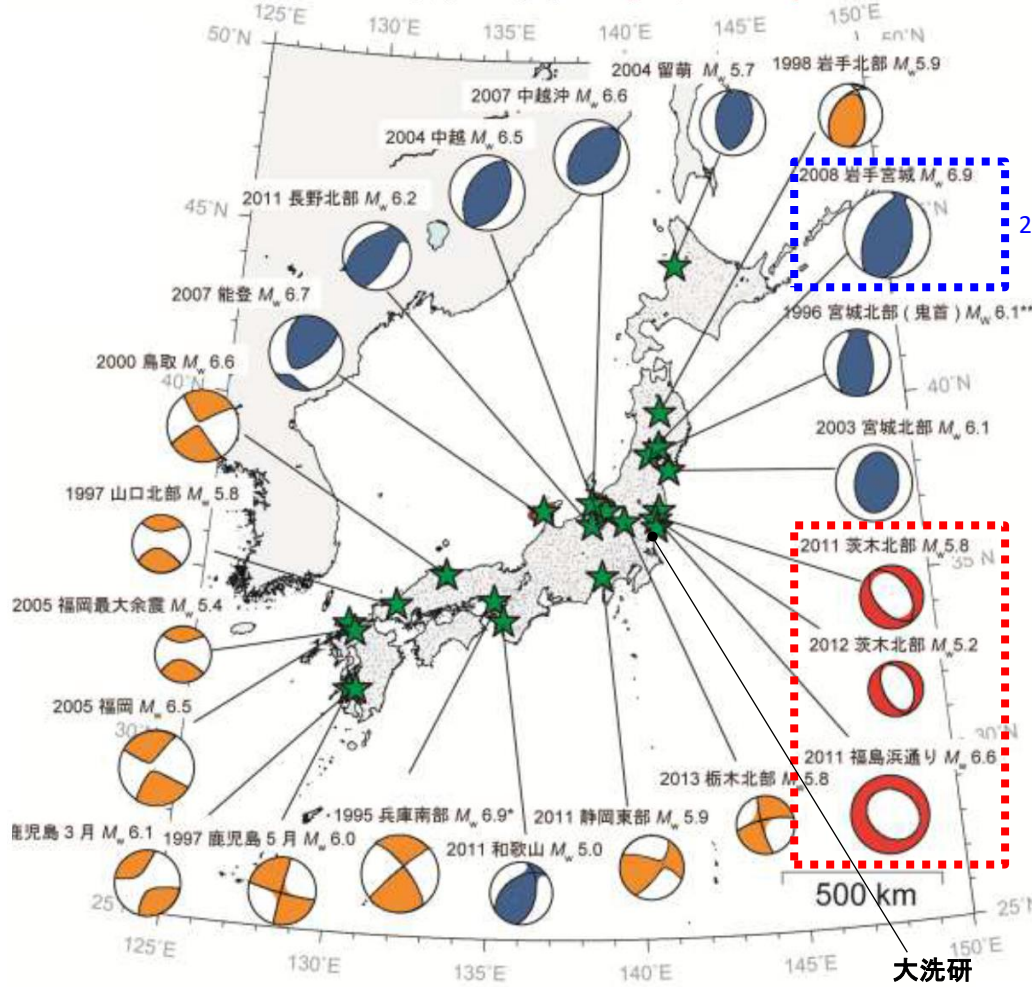 125°E
130°E
135°E
140°E
145°E
150°E
50°N
50°N
2004 留萌 Mw 5.7
1998 岩手北部 Mw 5.9
2007 中越沖 Mw 6.6
2004 中越 Mw 6.5
2008 岩手宮城 Mw 6.9
2011 長野北部 Mw 6.2
45°N
2
2007 能登 Mw 6.7
1996 宮城北部 ( 鬼首 ) Mw 6.1**
2000 鳥取 Mw 6.6
40°N
40°N
2003 宮城北部 Mw 6.1
1997 山口北部 Mw 5.8
2011 茨木北部 Mw 5.8
35°N
2005 福岡最大余震 Mw 5.4
2012 茨木北部 Mw 5.2
2005 福岡 Mw 6.5
30°N
30°N
2011 福島浜通り Mw 6.6
2013 栃木北部 Mw 5.8
鹿児島 3 月 Mw 6.1
1997 鹿児島 5 月 Mw 6.0
1995 兵庫南部 Mw 6.9*
2011 静岡東部 Mw 5.9
2011 和歌山 Mw 5.0
500 km
25°N
25°N
125°E
130°E
135°E
140°E
145°E
150°E
大洗研